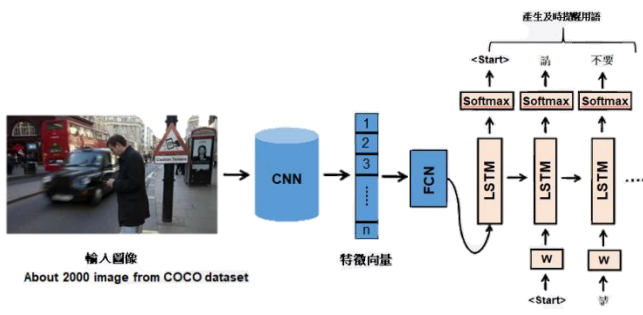 產生及時提醒用語
<Start>
請
不要
Softmax
Softmax
Softmax
1
2
3
n
CNN
FCN
LSTM
LSTM
LSTM
W
W
<Start>
請
輸入圖像
About 2000 image from COCO dataset
特徵向量